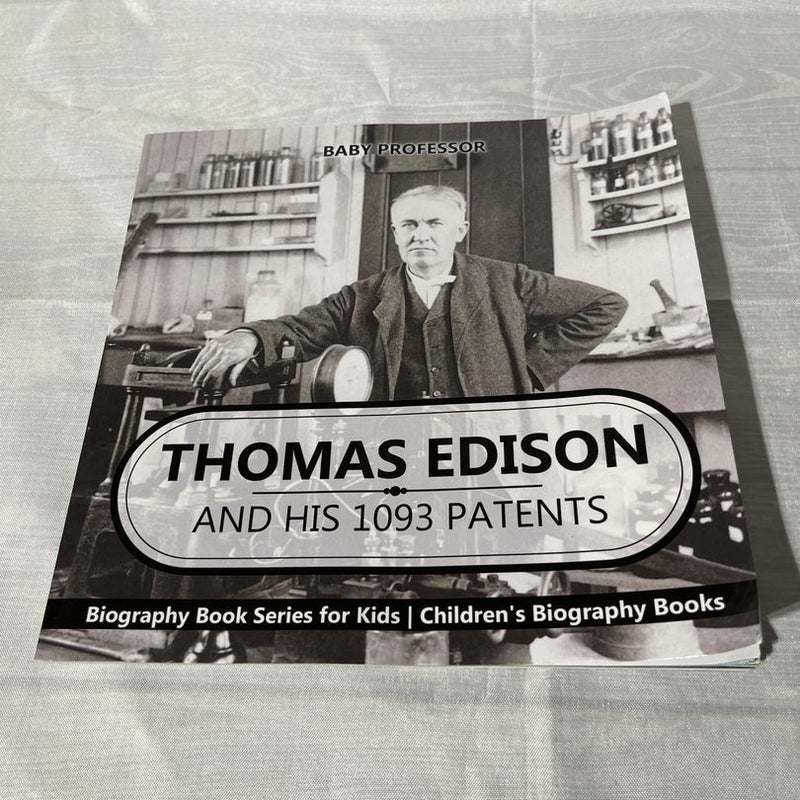 BABY PROFESSOR
THOMAS EDISON
AND HIS 1093 PATENTS
Biography Book Series for Kids | Children's Biography Books